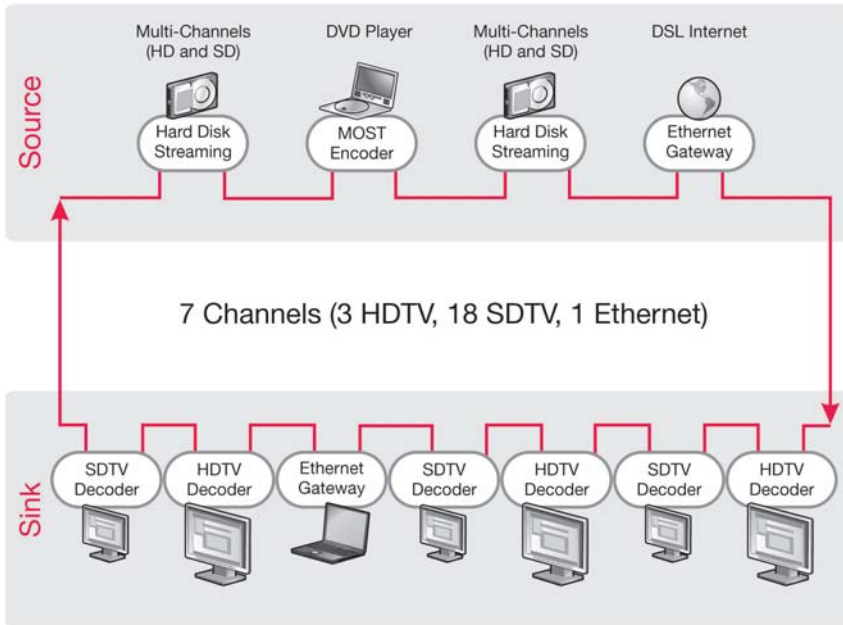 Source
Multi-Channels
(HD and SD)
Hard Disk
Streaming
DVD Player
MOST
Encoder
Multi-Channels
(HD and SD)
Hard Disk
Streaming
DSL Internet
Ethernet
Gateway
7 Channels (3 HDTV, 18 SDTV, 1 Ethernet)
Sink
SDTV
Decoder
HDTV
Decoder
Ethernet
Gateway
SDTV
Decoder
HDTV
Decoder
SDTV
Decoder
HDTV
Decoder